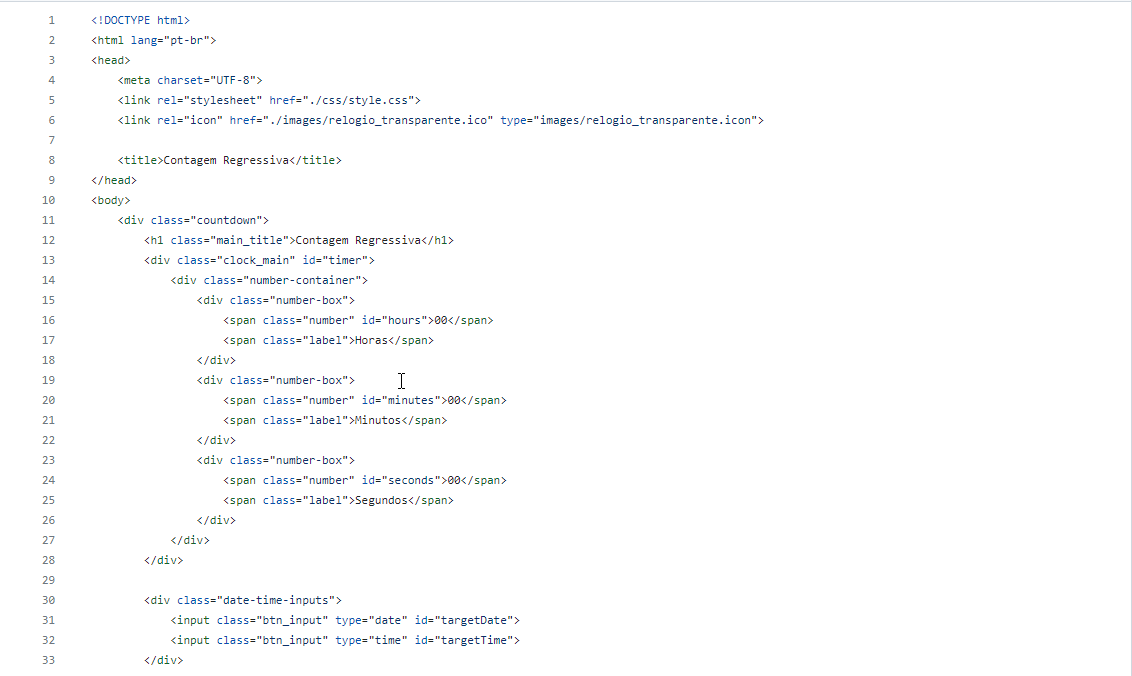 1 <!DOCTYPE html>
2 <html lang="pt-br">
3 <head>
4 <meta charset="UTF-8">
5 <link rel="stylesheet" href="./css/style.css">
6 <link rel="icon" href="./images/relogio_transparente.ico" type="images/relogio_transparente.icon">
7
8 <title>Contagem Regressiva</title>
9 </head>
10 <body>
11 <div class="countdown">
12 <h1 class="main_title">Contagem Regressiva</h1>
13 <div class="clock_main" id="timer">
14 <div class="number-container">
15 <div class="number-box">
16 <span class="number" id="hours">00</span>
17 <span class="label">Horas</span>
18 </div>
19 <div class="number-box">
20 <span class="number" id="minutes">00</span>
21 <span class="label">Minutos</span>
22 </div>
23 <div class="number-box">
24 <span class="number" id="seconds">00</span>
25 <span class="label">Segundos</span>
26 </div>
27 </div>
28 </div>
29
30 <div class="date-time-inputs">
31 <input class="btn_input" type="date" id="targetDate">
32 <input class="btn_input" type="time" id="targetTime">
33 </div>